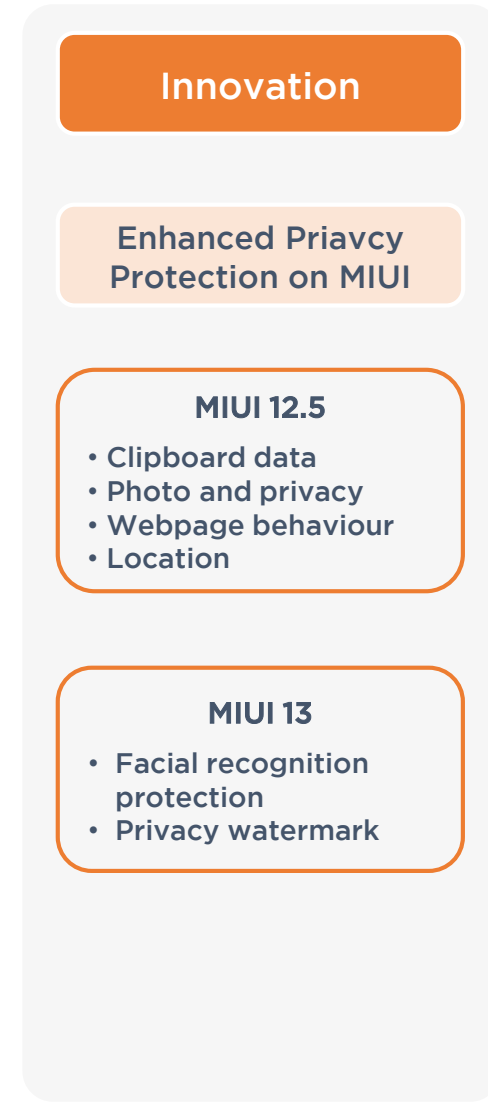 Innovation
Enhanced Priavcy
Protection on MIUI
MIUI 12.5
• Clipboard data
• Photo and privacy
• Webpage behaviour
• Location
MIUI 13
• Facial recognition
protection
• Privacy watermark